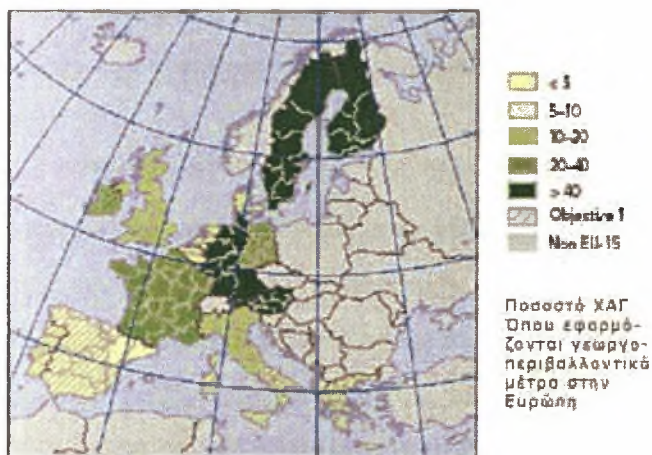 < 5
5–10
10–20
20–40
> 40
Objective 1
Non EU-15
Ποσοστό ΧΑΓ
Όπου εφαρμό-
ζονται γεωργο-
περιβαλλοντικά
μέτρα στην
Ευρώπη